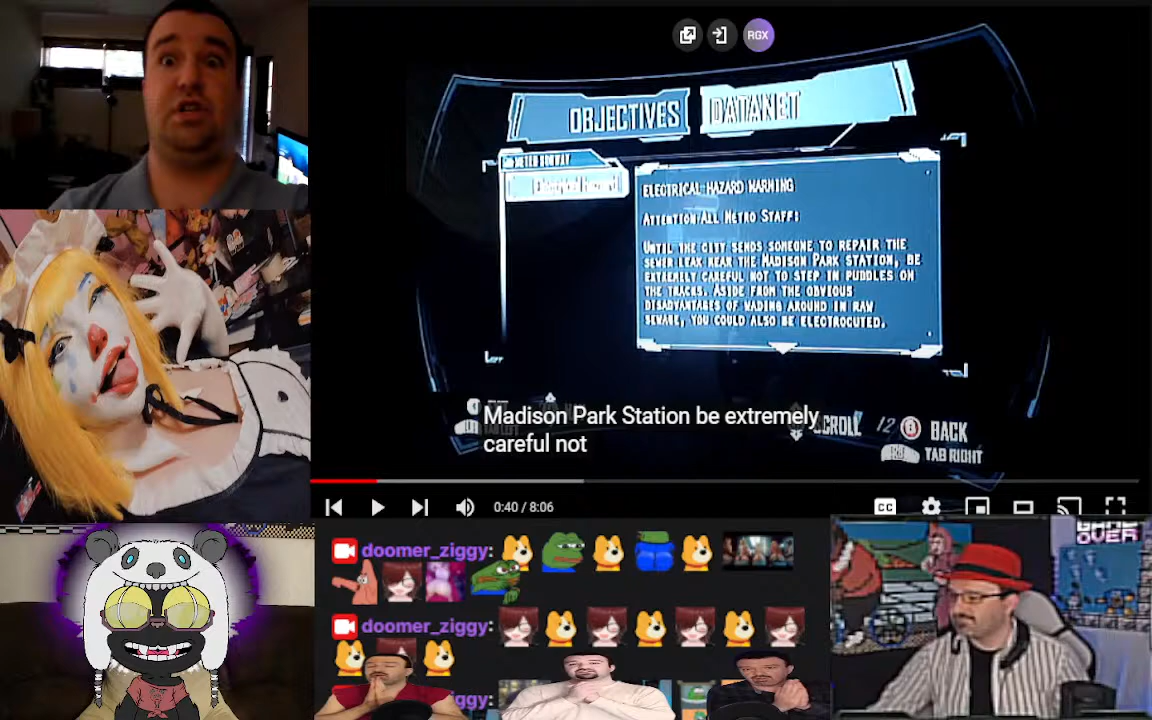 RGX
OBJECTIVES
DATANET
ELECTRICAL HAZARD WARNING
ATTENTION ALL METRO STAFF:
UNTIL THE CITY SENDS SOMEONE TO REPAIR THE
SEWER LEAK NEAR THE MADISON PARK STATION, BE
EXTREMELY CAREFUL NOT TO STEP IN PUDDLES ON
THE TRACKS. ASIDE FROM THE OBVIOUS
DISADVANTAGES OF WADING AROUND IN RAW
SEWAGE, YOU COULD ALSO BE ELECTROCUTED.
Madison Park Station be extremely
careful not
SCROLL
12
B BACK
TAB RIGHT
0:40 / 8:06
CC
doomer_ziggy:
doomer_ziggy:
ggy:
GAME
OVER